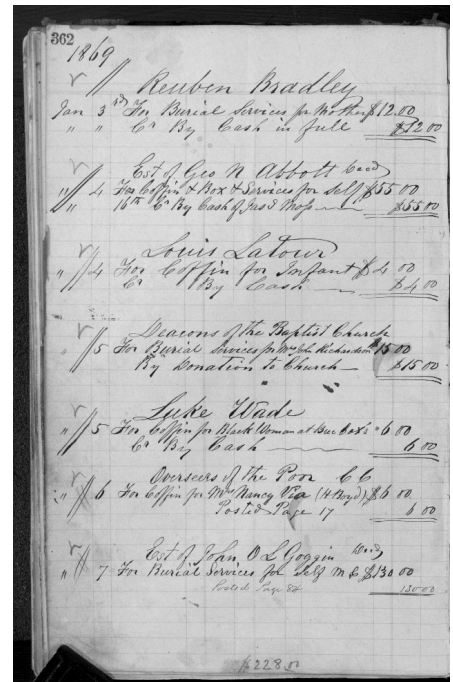 362
1869
Reuben Bradley
Jan 3rd For Burial Services for Mother $12.00
" " Cr By Cash in full $12.00
Est of Geo N Abbott Decd
" 4 For Coffin & Box & Services for Self $55.00
" 16th Cr By Cash of Jas S Moss $55.00
Louis Latour
" 4 For Coffin for Infant $4 00
Cr By Cash $4.00
Deacons of the Baptist Church
" 5 For Burial Services for Mrs John Richardson $15 00
By Donation to Church $15.00
Luke Wade
" 5 For Coffin for Black Woman at " 6 00
Cr By Cash 6 00
Overseers of the Poor C C
" 6 For Coffin for Mrs Nancy Via (H Boyd) $6 00
Posted Page 17 6 00
Est of John O L Goggin Decd
" 7 For Burial Services for Self M C $130 00
Posted Page 84 130 00
$228.00